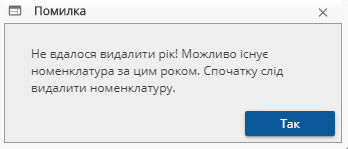 Помилка
Не вдалося видалити рік! Можливо існує
номенклатура за цим роком. Спочатку слід
видалити номенклатуру.
Так